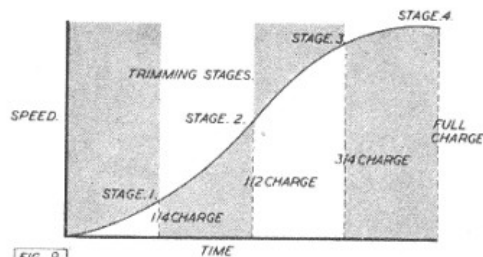 STAGE. 4.
STAGE. 3.
TRIMMING STAGES.
SPEED.
STAGE. 2.
FULL
CHARGE
3/4 CHARGE
1/2 CHARGE
STAGE. 1.
1/4 CHARGE
TIME